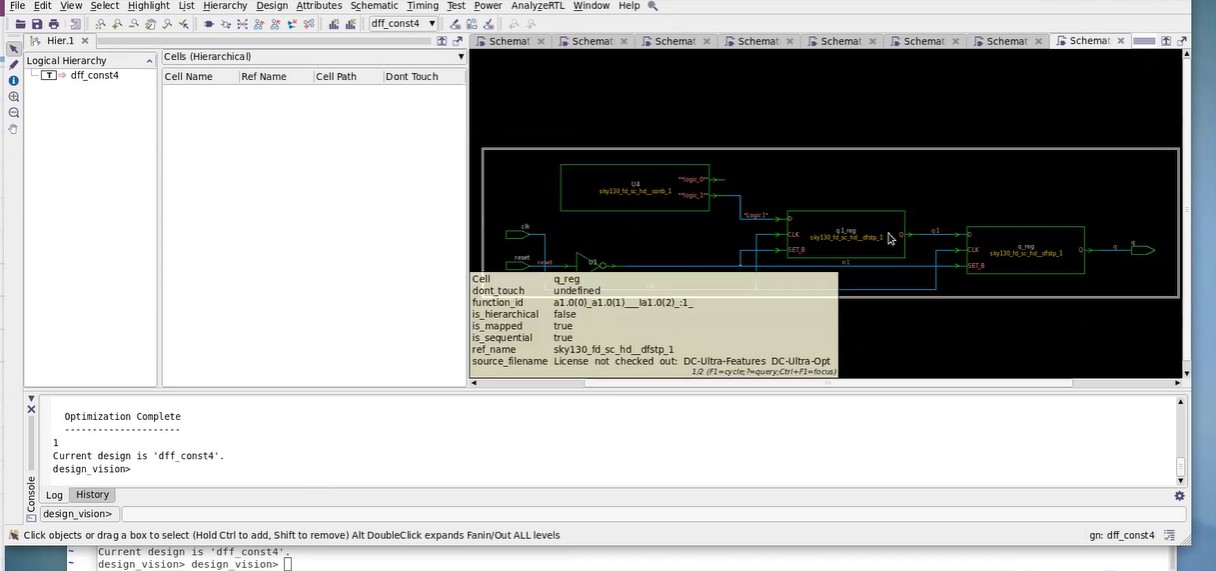 File Edit View Select Highlight List Hierarchy Design Attributes Schematic Timing Test Power AnalyzeRTL Window Help
dff_const4
Hier.1
Schemat Schemat Schemat Schemat Schemat Schemat Schemat Schemat
Logical Hierarchy
dff_const4
Cells (Hierarchical)
Cell Name Ref Name Cell Path Dont Touch
U4
sky130_fd_sc_hd__conb_1
**logic_0**
**logic_1**
*Logic1*
D
CLK
SET_B
q1_reg
sky130_fd_sc_hd__dfstp_1
Q
q1
D
CLK
SET_B
q_reg
sky130_fd_sc_hd__dfstp_1
Q
q
q
clk
reset
reset
U1
n1
Cell q_reg
dont_touch undefined
function_id a1.0(0)_a1.0(1)___Ia1.0(2)_:1_
is_hierarchical false
is_mapped true
is_sequential true
ref_name sky130_fd_sc_hd__dfstp_1
source_filename License not checked out: DC-Ultra-Features DC-Ultra-Opt
1/2 (F1=cycle;?=query;Ctrl+F1=focus)
Optimization Complete
--------------------
1
Current design is 'dff_const4'.
design_vision>
Console
Log History
design_vision>
Click objects or drag a box to select (Hold Ctrl to add, Shift to remove) Alt DoubleClick expands Fanin/Out ALL levels
gn: dff_const4
~ Current design is 'dff_const4'.
~ design_vision> design_vision>